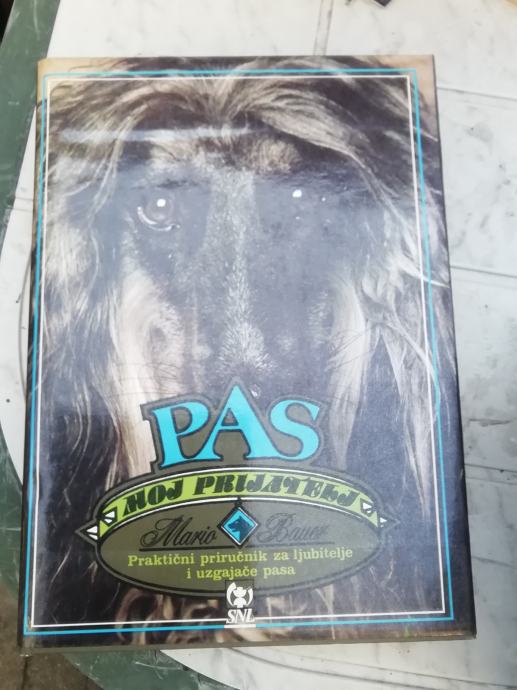 PAS
MOJ PRIJATELJ
Mario Bauer
Praktični priručnik za ljubitelje
i uzgajače pasa
SNL